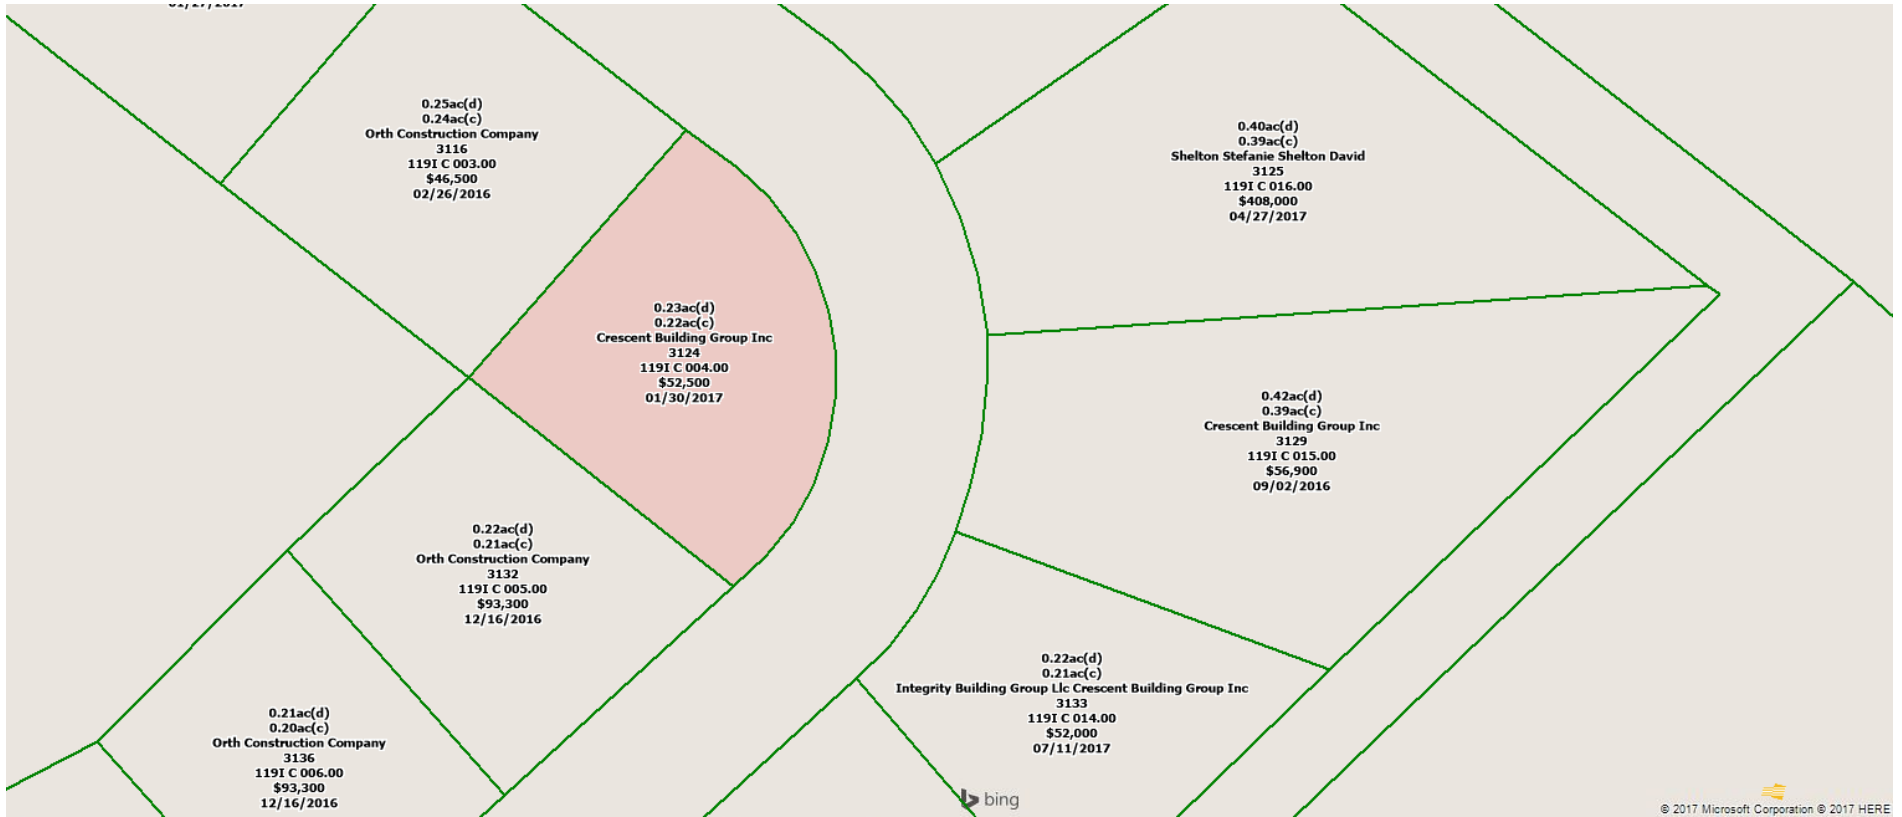 01/27/2017
0.25ac(d)
0.24ac(c)
Orth Construction Company
3116
119I C 003.00
$46,500
02/26/2016
0.40ac(d)
0.39ac(c)
Shelton Stefanie Shelton David
3125
119I C 016.00
$408,000
04/27/2017
0.23ac(d)
0.22ac(c)
Crescent Building Group Inc
3124
119I C 004.00
$52,500
01/30/2017
0.42ac(d)
0.39ac(c)
Crescent Building Group Inc
3129
119I C 015.00
$56,900
09/02/2016
0.22ac(d)
0.21ac(c)
Orth Construction Company
3132
119I C 005.00
$93,300
12/16/2016
0.22ac(d)
0.21ac(c)
Integrity Building Group Llc Crescent Building Group Inc
3133
119I C 014.00
$52,000
07/11/2017
0.21ac(d)
0.20ac(c)
Orth Construction Company
3136
119I C 006.00
$93,300
12/16/2016
bing
© 2017 Microsoft Corporation © 2017 HERE